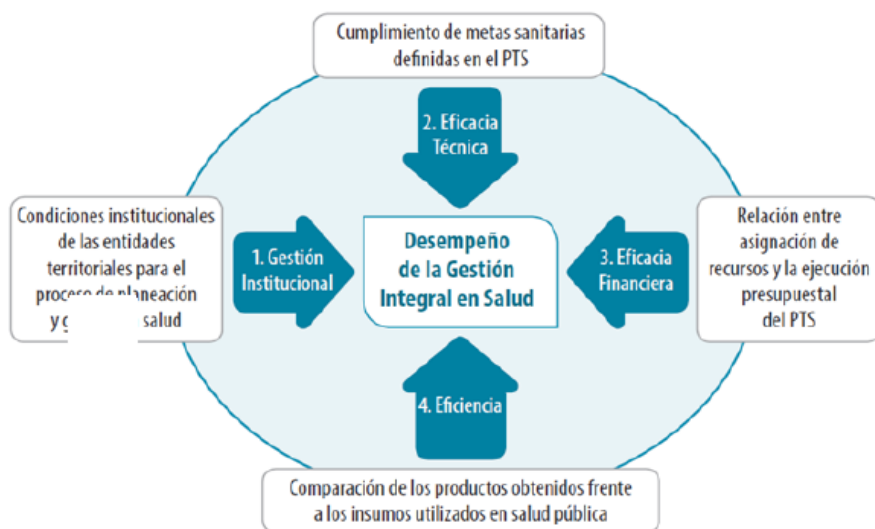 Cumplimiento de metas sanitarias
definidas en el PTS
2. Eficacia
Técnica
Condiciones institucionales
de las entidades
territoriales para el
proceso de planeación
y salud
1. Gestión
Institucional
Desempeño
de la Gestión
Integral en Salud
3. Eficacia
Financiera
Relación entre
asignación de
recursos y la ejecución
presupuestal
del PTS
4. Eficiencia
Comparación de los productos obtenidos frente
a los insumos utilizados en salud pública